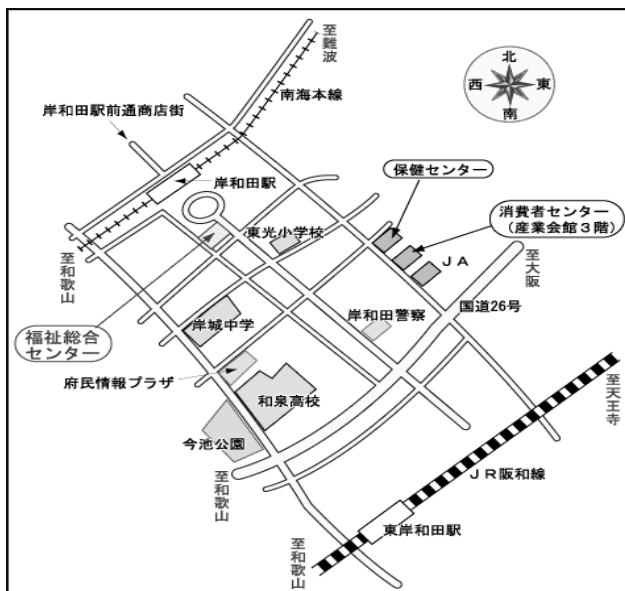 至難波
北
西
東
南
南海本線
岸和田駅前通商店街
保健センター
岸和田駅
消費者センター
(産業会館3階)
東光小学校
JA
至和歌山
至大阪
国道26号
岸城中学
岸和田警察
福祉総合
センター
府民情報プラザ
和泉高校
至天王寺
今池公園
JR阪和線
至和歌山
東岸和田駅
至和歌山